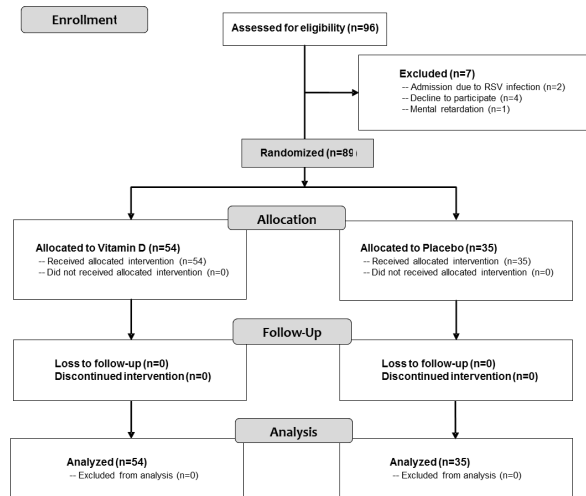 Enrollment
Assessed for eligibility (n=96)
Excluded (n=7)
-- Admission due to RSV infection (n=2)
-- Decline to participate (n=4)
-- Mental retardation (n=1)
Randomized (n=89)
Allocation
Allocated to Vitamin D (n=54)
-- Received allocated intervention (n=54)
-- Did not received allocated intervention (n=0)
Allocated to Placebo (n=35)
-- Received allocated intervention (n=35)
-- Did not received allocated intervention (n=0)
Follow-Up
Loss to follow-up (n=0)
Discontinued intervention (n=0)
Loss to follow-up (n=0)
Discontinued intervention (n=0)
Analysis
Analyzed (n=54)
-- Excluded from analysis (n=0)
Analyzed (n=35)
-- Excluded from analysis (n=0)